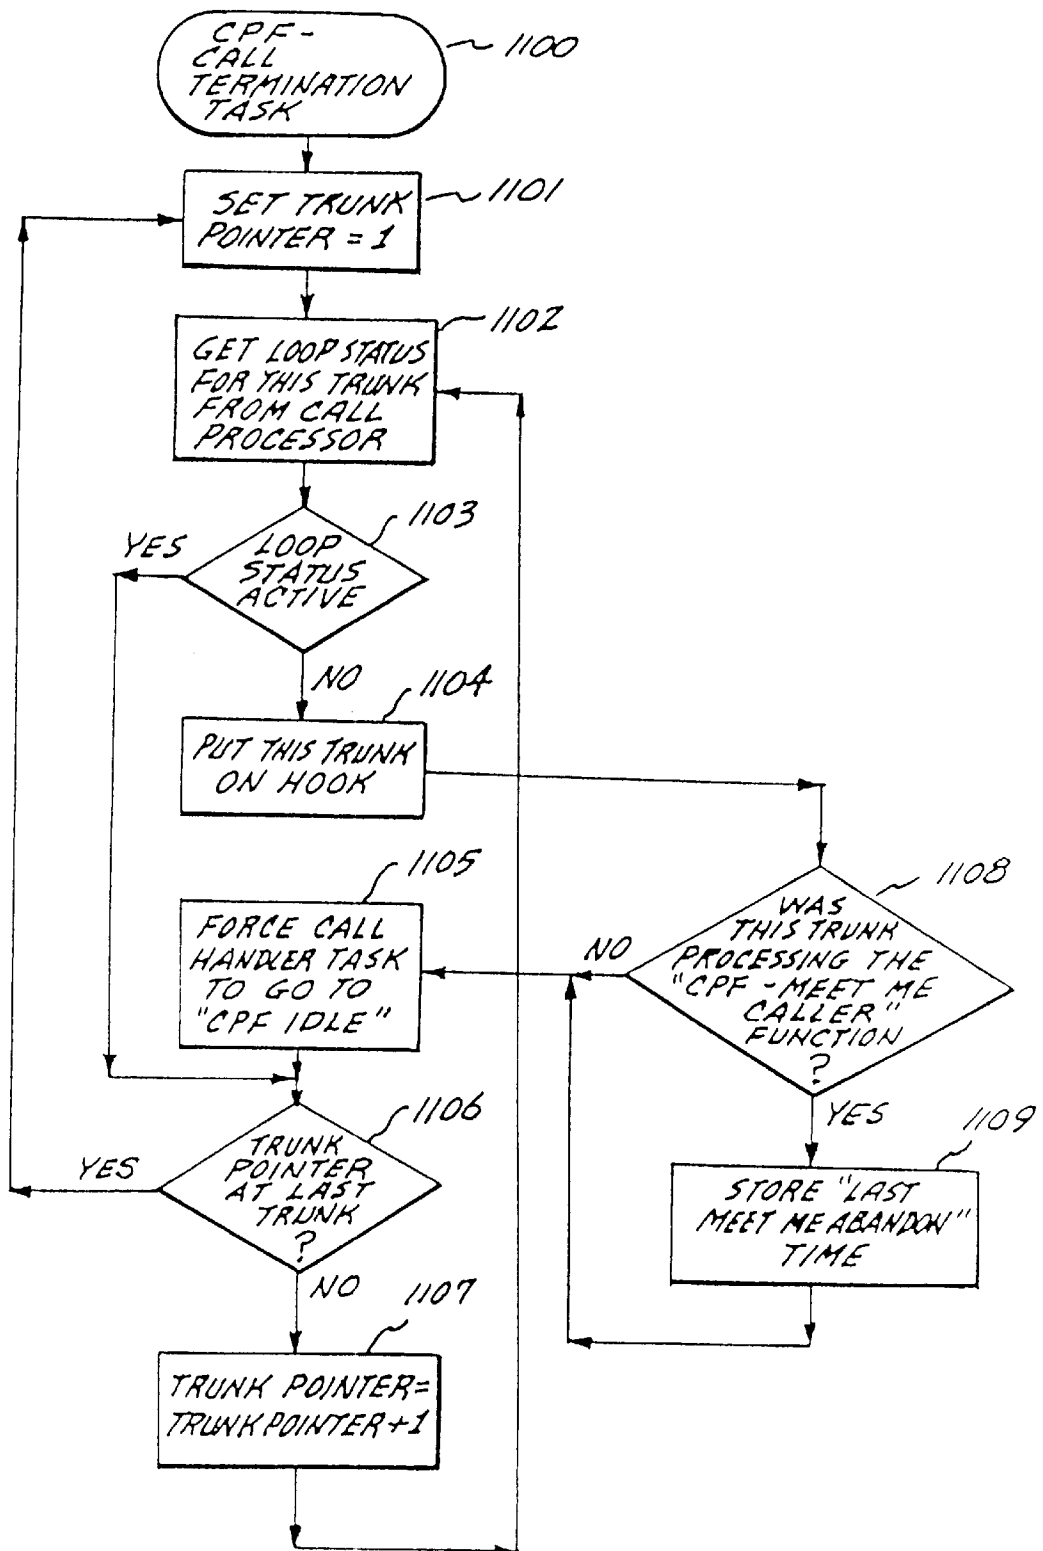 CPF-
CALL
TERMINATION
TASK
1100
SET TRUNK
POINTER = 1
1101
GET LOOP STATUS
FOR THIS TRUNK
FROM CALL
PROCESSOR
1102
LOOP
STATUS
ACTIVE
1103
YES
NO
PUT THIS TRUNK
ON HOOK
1104
WAS
THIS TRUNK
PROCESSING THE
"CPF - MEET ME
CALLER"
FUNCTION
?
1108
NO
YES
STORE "LAST
MEET ME ABANDON"
TIME
1109
FORCE CALL
HANDLER TASK
TO GO TO
"CPF IDLE"
1105
TRUNK
POINTER
AT LAST
TRUNK
?
1106
YES
NO
TRUNK POINTER=
TRUNK POINTER+1
1107